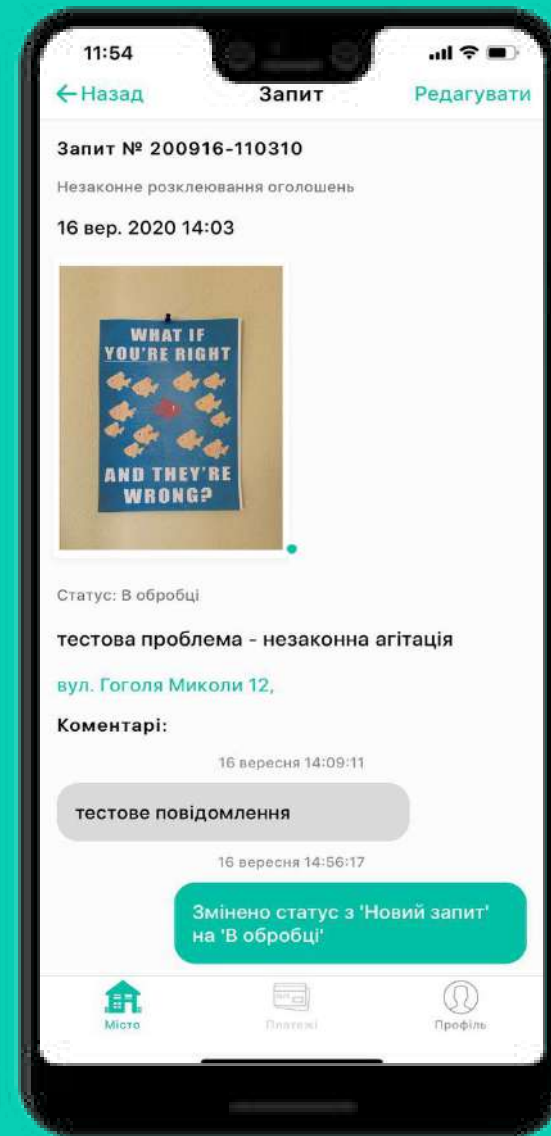 11:54
←Назад Запит Редагувати
Запит № 200916-110310
Незаконне розклеювання оголошень
16 вер. 2020 14:03
WHAT IF
YOU'RE RIGHT
AND THEY'RE
WRONG?
Статус: В обробці
тестова проблема - незаконна агітація
вул. Гоголя Миколи 12,
Коментарі:
16 вересня 14:09:11
тестове повідомлення
16 вересня 14:56:17
Змінено статус з 'Новий запит'
на 'В обробці'
Місто Платежі Профіль